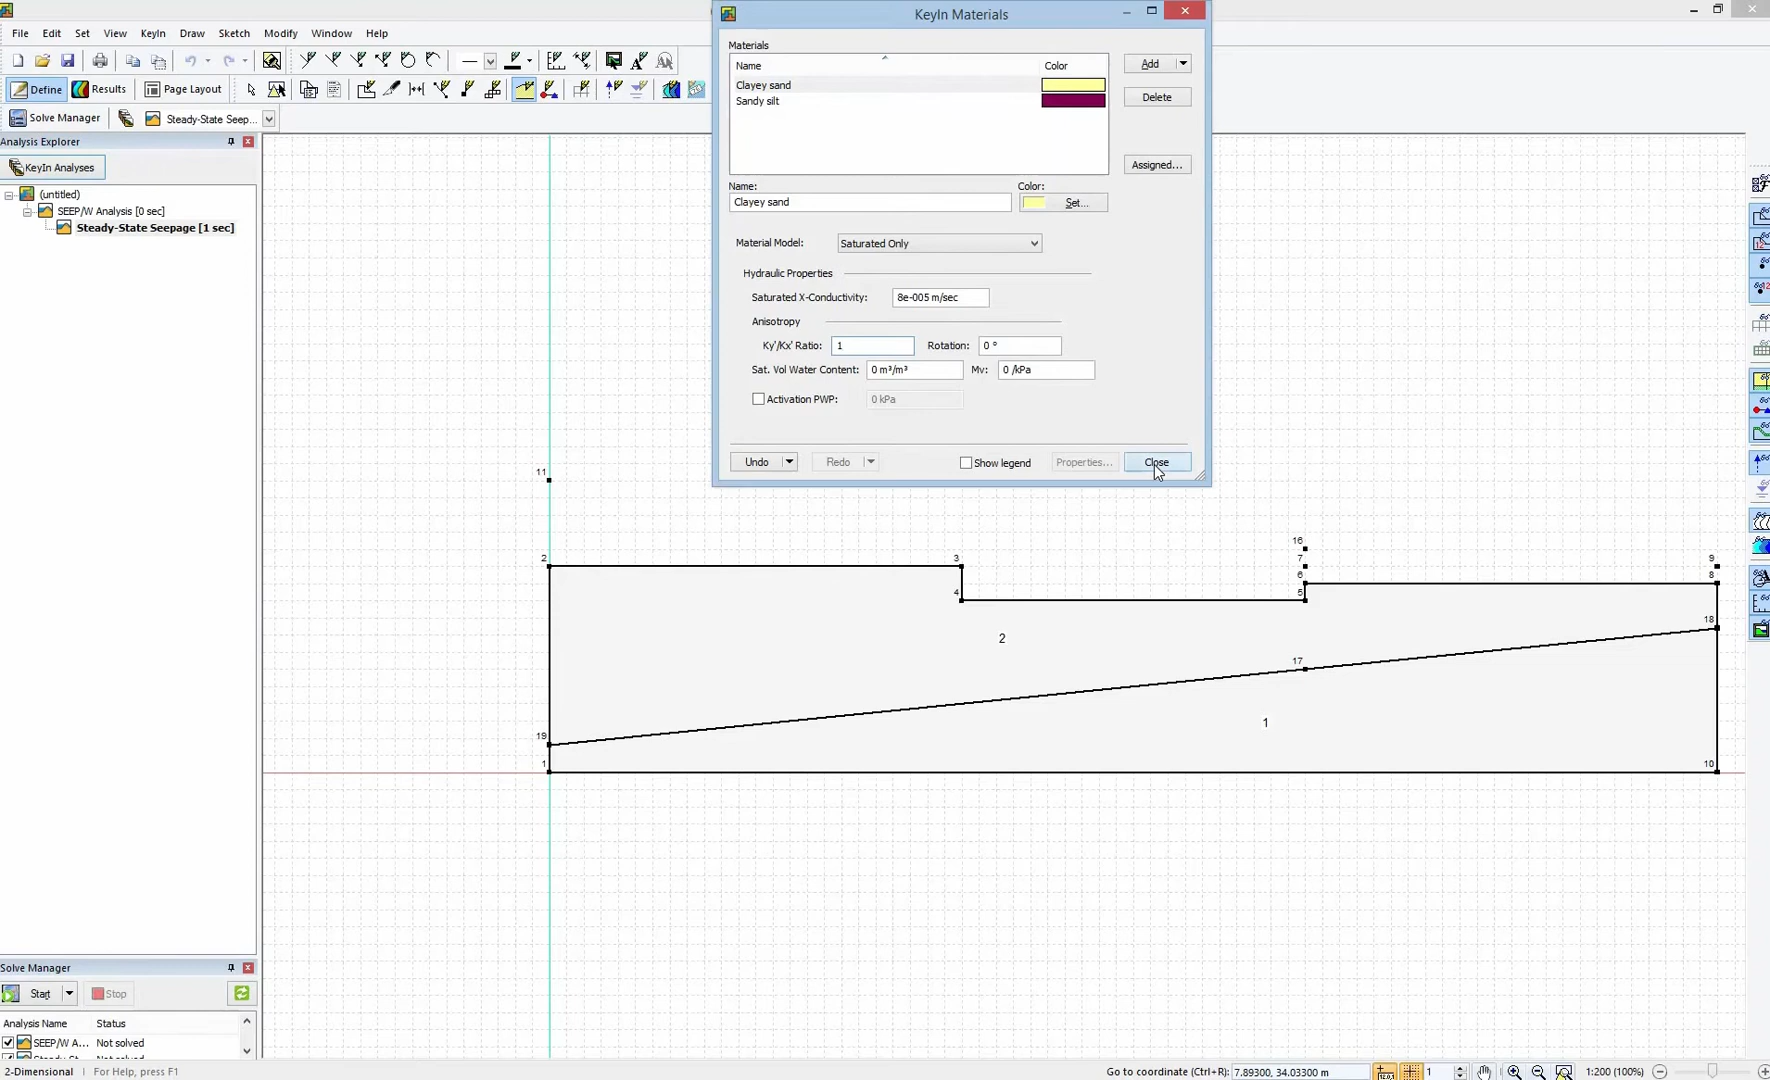 KeyIn Materials
File Edit Set View KeyIn Draw Sketch Modify Window Help
Define Results Page Layout
Solve Manager Steady-State Seep...
Analysis Explorer
KeyIn Analyses
(untitled)
SEEP/W Analysis [0 sec]
Steady-State Seepage [1 sec]
Materials
Name Color
Clayey sand
Sandy silt
Add
Delete
Assigned...
Name: Color:
Clayey sand Set...
Material Model: Saturated Only
Hydraulic Properties
Saturated X-Conductivity: 8e-005 m/sec
Anisotropy
Ky'/Kx' Ratio: 1 Rotation: 0 °
Sat. Vol Water Content: 0 m³/m³ Mv: 0 /kPa
Activation PWP: 0 kPa
Undo Redo Show legend Properties... Close
11
16
2 3 7 9
6 8
4 5
18
2
17
1
19
1 10
Solve Manager
Start Stop
Analysis Name Status
SEEP/W A... Not solved
Not solved
2-Dimensional For Help, press F1 Go to coordinate (Ctrl+R): 7.89300, 34.03300 m 1 1:200 (100%)